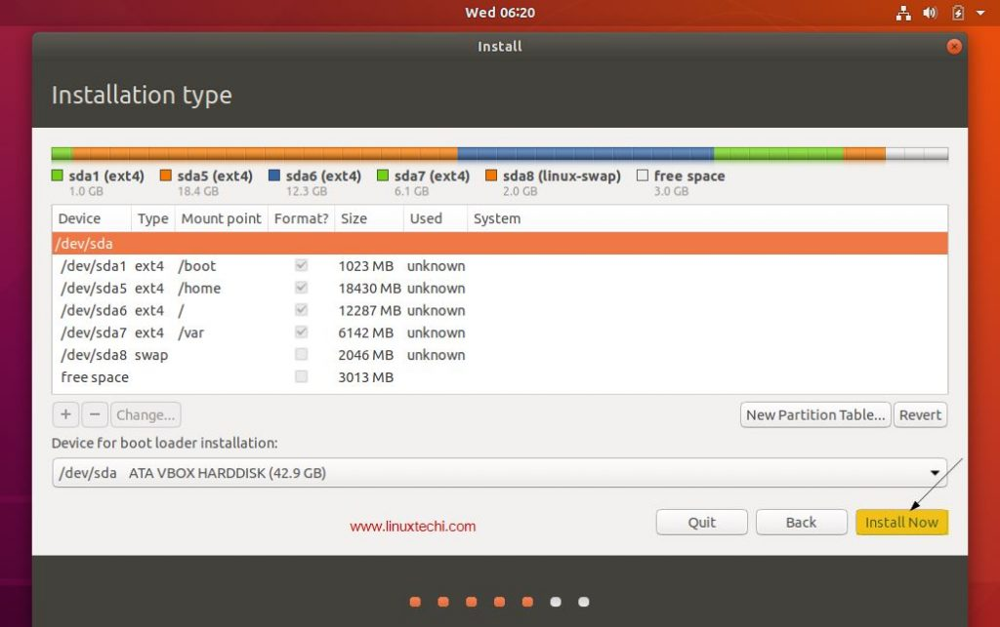 Wed 06:20
Install
Installation type
sda1 (ext4) sda5 (ext4) sda6 (ext4) sda7 (ext4) sda8 (linux-swap) free space
1.0 GB 18.4 GB 12.3 GB 6.1 GB 2.0 GB 3.0 GB
Device Type Mount point Format? Size Used System
/dev/sda
/dev/sda1 ext4 /boot 1023 MB unknown
/dev/sda5 ext4 /home 18430 MB unknown
/dev/sda6 ext4 / 12287 MB unknown
/dev/sda7 ext4 /var 6142 MB unknown
/dev/sda8 swap 2046 MB unknown
free space 3013 MB
+ − Change... New Partition Table... Revert
Device for boot loader installation:
/dev/sda ATA VBOX HARDDISK (42.9 GB)
www.linuxtechi.com Quit Back Install Now